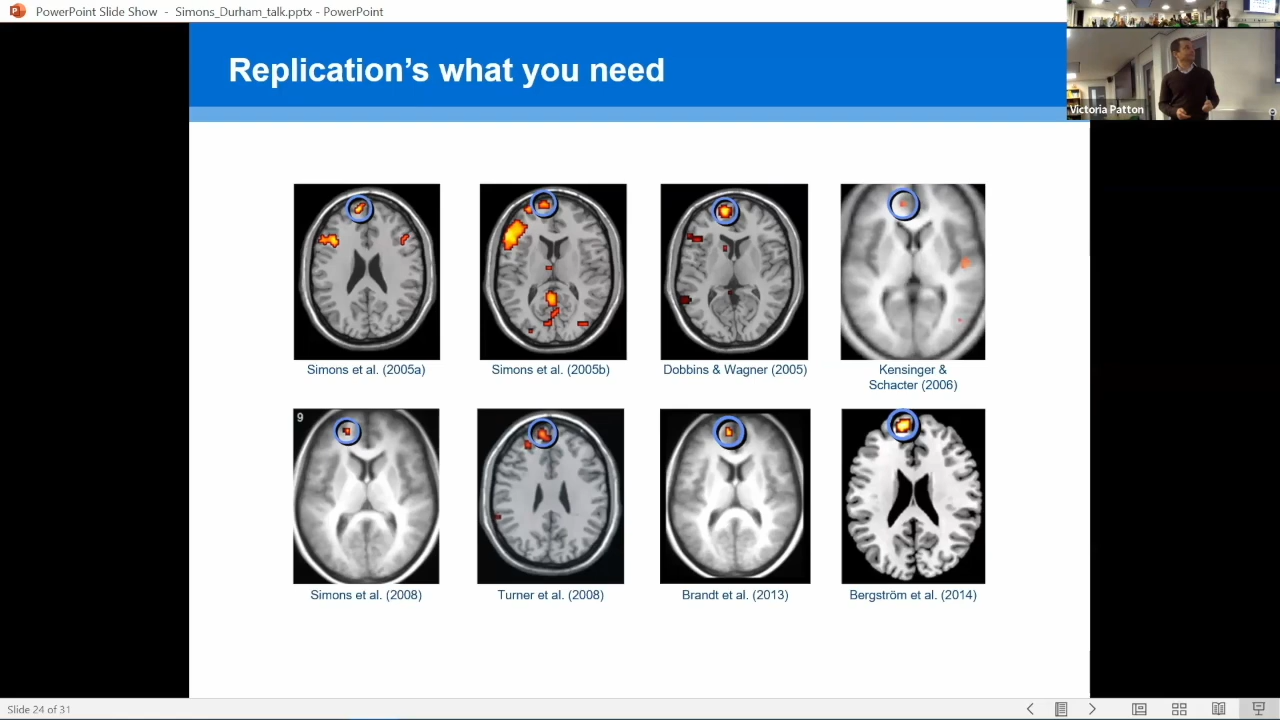 PowerPoint Slide Show - Simons_Durham_talk.pptx - PowerPoint
Replication's what you need
Victoria Patton
Simons et al. (2005a)
Simons et al. (2005b)
Dobbins & Wagner (2005)
Kensinger &
Schacter (2006)
9
Simons et al. (2008)
Turner et al. (2008)
Brandt et al. (2013)
Bergström et al. (2014)
Slide 24 of 31